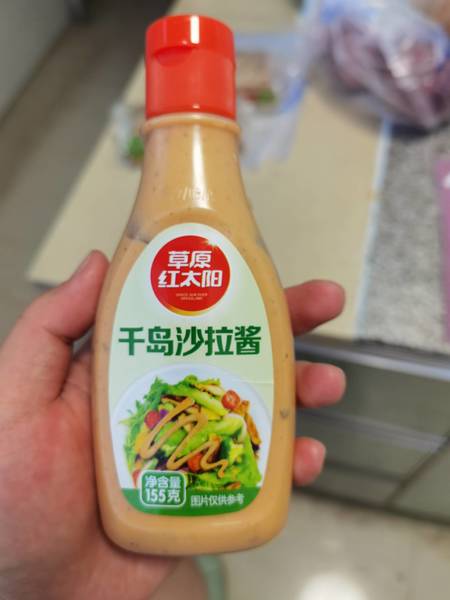 草原
红太阳
千岛沙拉酱
净含量
155克
图片仅供参考